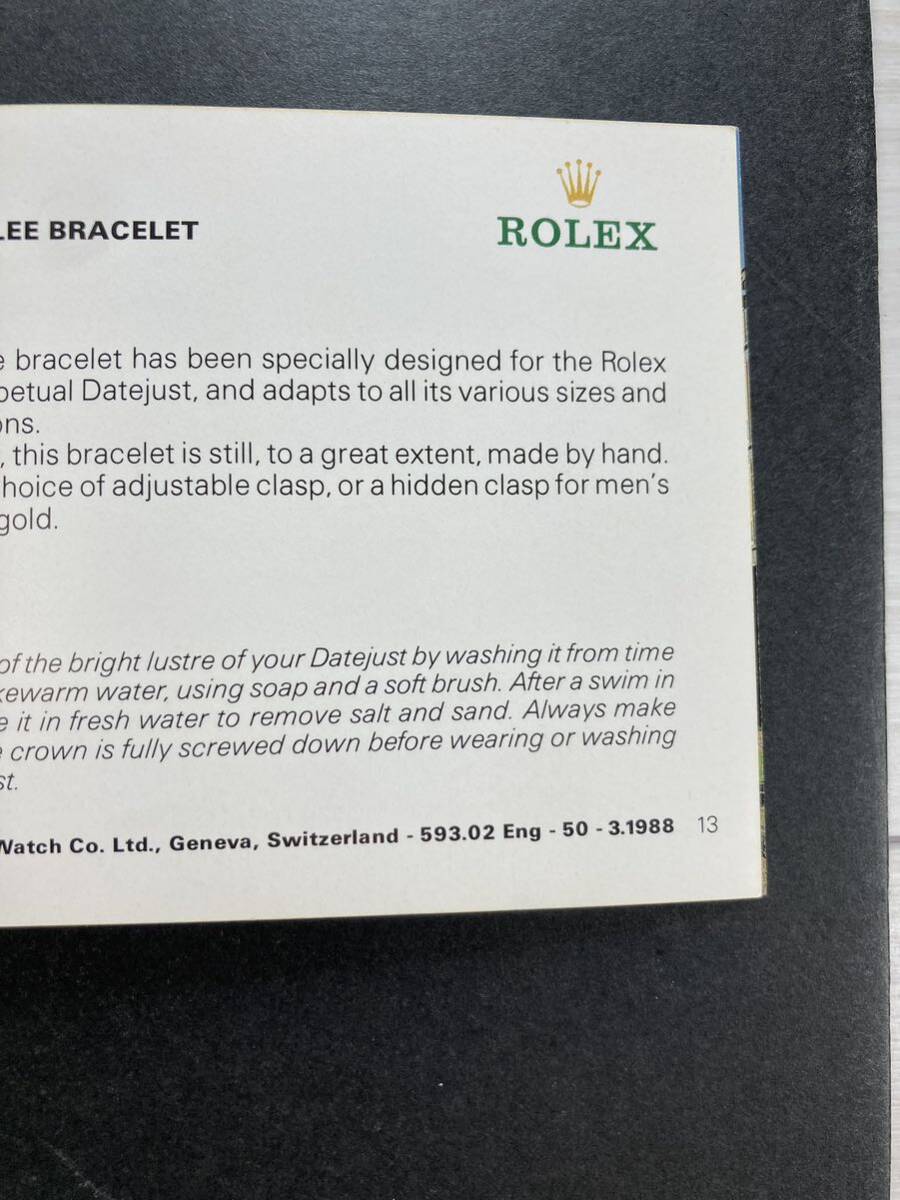 LEE BRACELET
ROLEX
e bracelet has been specially designed for the Rolex
petual Datejust, and adapts to all its various sizes and
ons.
, this bracelet is still, to a great extent, made by hand.
hoice of adjustable clasp, or a hidden clasp for men's
gold.
of the bright lustre of your Datejust by washing it from time
kewarm water, using soap and a soft brush. After a swim in
e it in fresh water to remove salt and sand. Always make
e crown is fully screwed down before wearing or washing
st.
Watch Co. Ltd., Geneva, Switzerland - 593.02 Eng - 50 - 3.1988 13